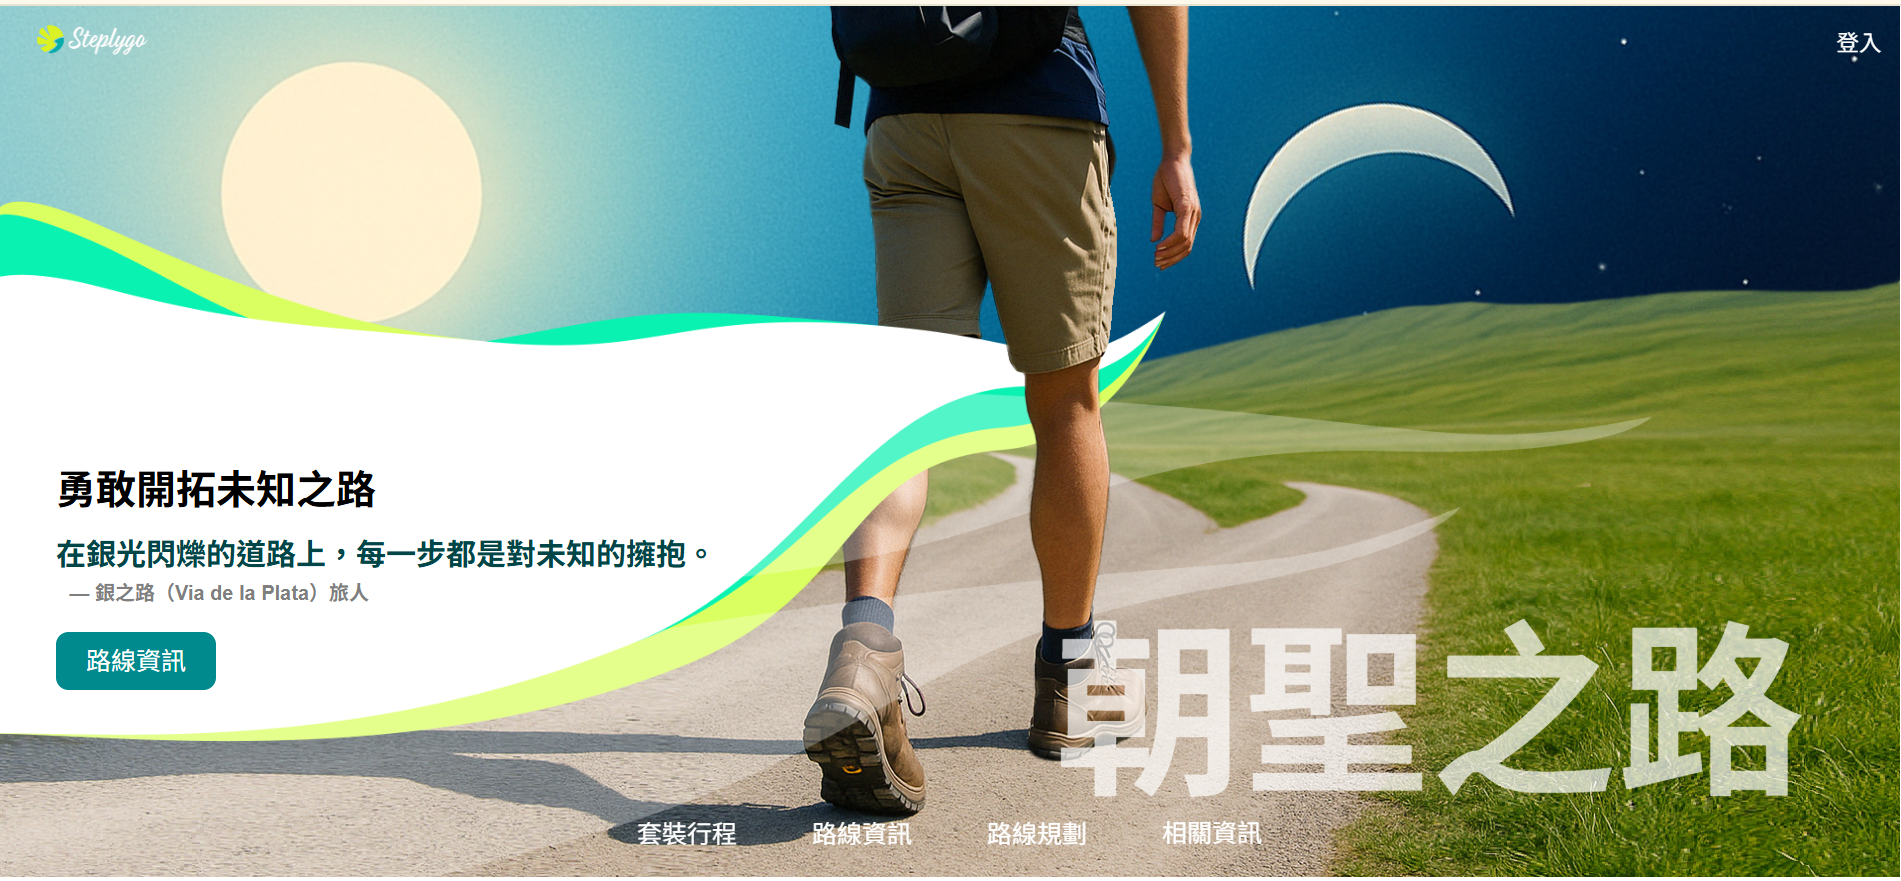 Steplygo
登入
勇敢開拓未知之路
在銀光閃爍的道路上，每一步都是對未知的擁抱。
— 銀之路（Via de la Plata）旅人
路線資訊
朝聖之路
套裝行程 路線資訊 路線規劃 相關資訊